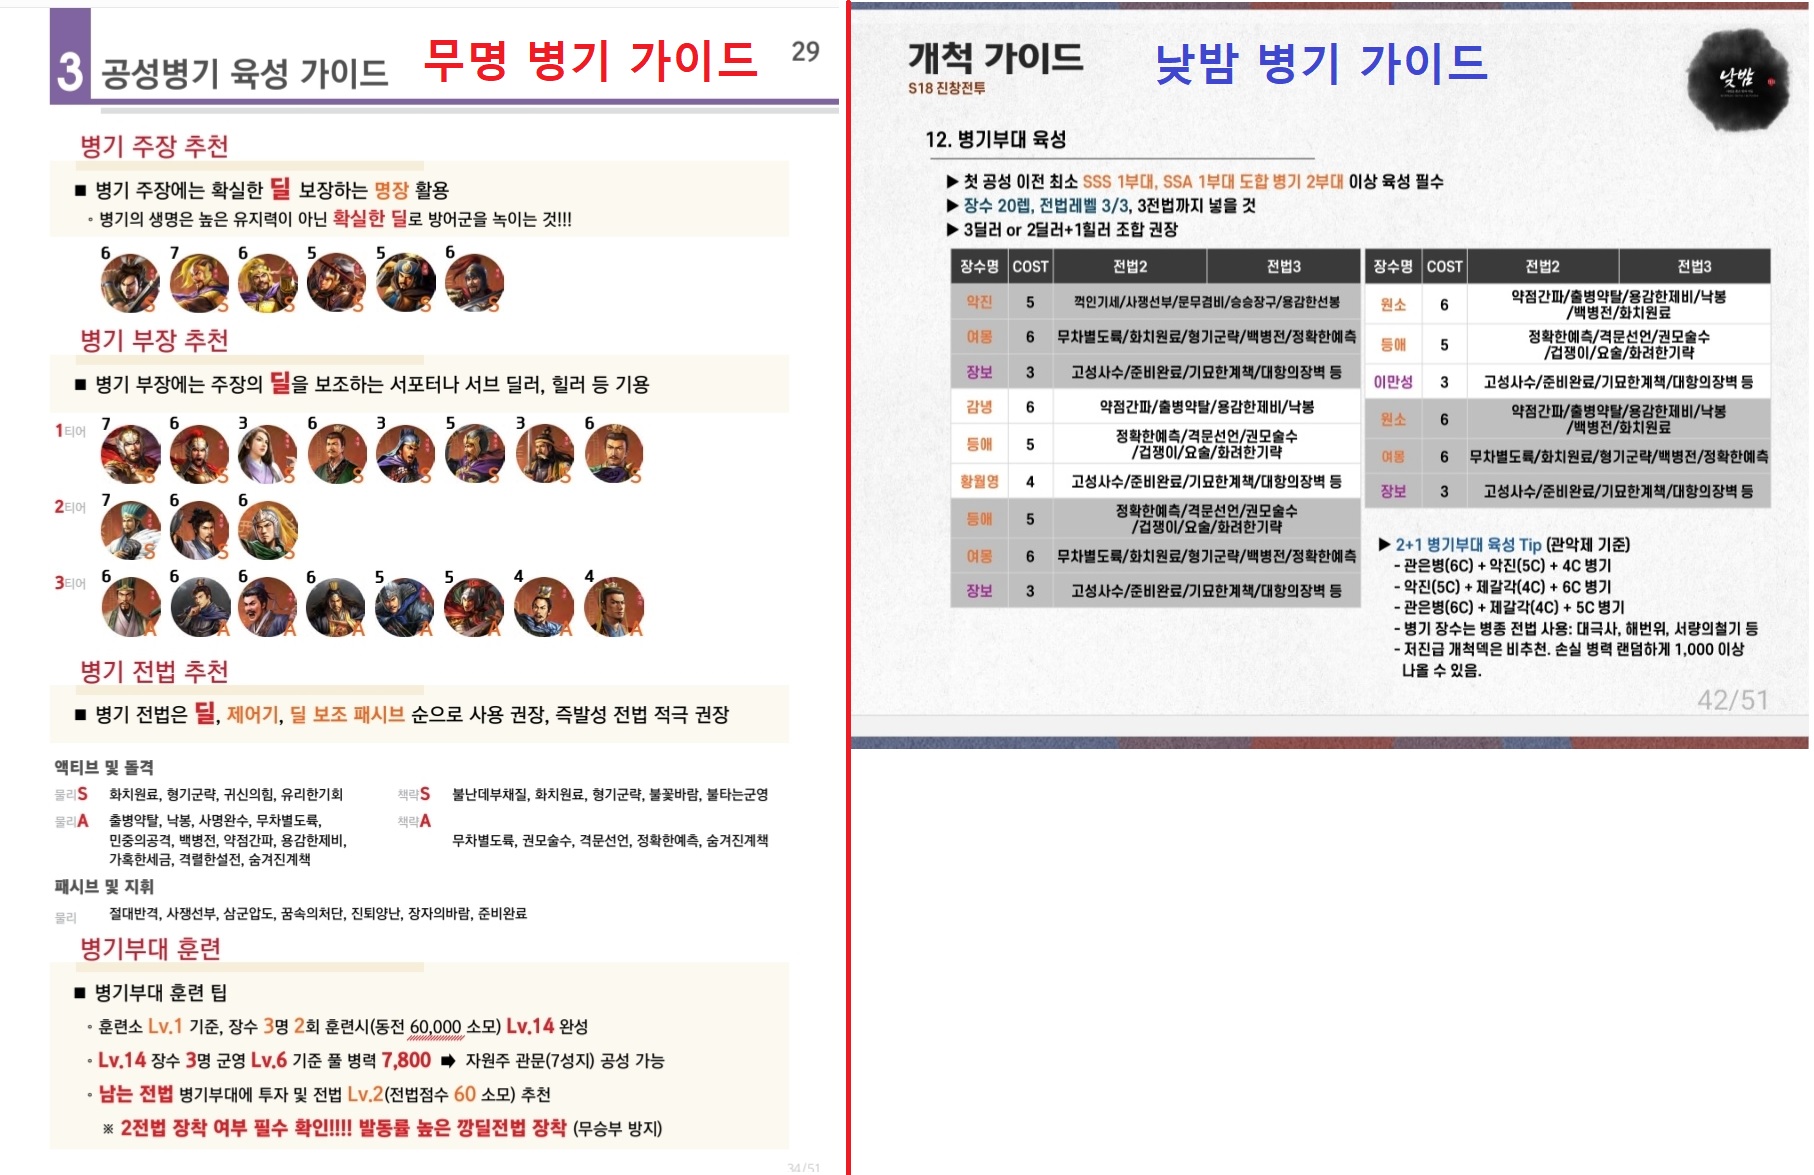 3 공성병기 육성 가이드
무명 병기 가이드
29
병기 주장 추천
■ 병기 주장에는 확실한 딜 보장하는 명장 활용
◦ 병기의 생명은 높은 유지력이 아닌 확실한 딜로 방어군을 녹이는 것!!!
6 7 6 5 5 6
S S S S S S
병기 부장 추천
■ 병기 부장에는 주장의 딜을 보조하는 서포터나 서브 딜러, 힐러 등 기용
1티어 7 6 3 6 3 5 3 6
S S S S S S S S
2티어 7 6 6
S S S
3티어 6 6 6 6 5 5 4 4
A A A A A A A A
병기 전법 추천
■ 병기 전법은 딜, 제어기, 딜 보조 패시브 순으로 사용 권장, 즉발성 전법 적극 권장
액티브 및 돌격
물리S 화치원료, 형기군략, 귀신의힘, 유리한기회
책략S 불난데부채질, 화치원료, 형기군략, 불꽃바람, 불타는군영
물리A 출병약탈, 낙봉, 사명완수, 무차별도륙,
민중의공격, 백병전, 약점간파, 용감한제비,
가혹한세금, 격렬한설전, 숨겨진계책
책략A
무차별도륙, 권모술수, 격문선언, 정확한예측, 숨겨진계책
패시브 및 지휘
물리 절대반격, 사쟁선부, 삼군압도, 꿈속의처단, 진퇴양난, 장자의바람, 준비완료
병기부대 훈련
■ 병기부대 훈련 팁
◦ 훈련소 Lv.1 기준, 장수 3명 2회 훈련시(동전 60,000 소모) Lv.14 완성
◦ Lv.14 장수 3명 군영 Lv.6 기준 풀 병력 7,800 ➡ 자원주 관문(7성지) 공성 가능
◦ 남는 전법 병기부대에 투자 및 전법 Lv.2(전법점수 60 소모) 추천
※ 2전법 장착 여부 필수 확인!!!! 발동률 높은 깡딜전법 장착 (무승부 방지)
34/51
개척 가이드
S18 진창전투
낮밤 병기 가이드
낮밤
12. 병기부대 육성
▶ 첫 공성 이전 최소 SSS 1부대, SSA 1부대 도합 병기 2부대 이상 육성 필수
▶ 장수 20렙, 전법레벨 3/3, 3전법까지 넣을 것
▶ 3딜러 or 2딜러+1힐러 조합 권장
장수명 COST 전법2 전법3
악진 5 꺽인기세/사쟁선부/문무겸비/승승장구/용감한선봉
여몽 6 무차별도륙/화치원료/형기군략/백병전/정확한예측
장보 3 고성사수/준비완료/기묘한계책/대항의장벽 등
감녕 6 약점간파/출병약탈/용감한제비/낙봉
등애 5 정확한예측/격문선언/권모술수
/겁쟁이/요술/화려한기략
황월영 4 고성사수/준비완료/기묘한계책/대항의장벽 등
등애 5 정확한예측/격문선언/권모술수
/겁쟁이/요술/화려한기략
여몽 6 무차별도륙/화치원료/형기군략/백병전/정확한예측
장보 3 고성사수/준비완료/기묘한계책/대항의장벽 등
장수명 COST 전법2 전법3
원소 6 약점간파/출병약탈/용감한제비/낙봉
/백병전/화치원료
등애 5 정확한예측/격문선언/권모술수
/겁쟁이/요술/화려한기략
이만성 3 고성사수/준비완료/기묘한계책/대항의장벽 등
원소 6 약점간파/출병약탈/용감한제비/낙봉
/백병전/화치원료
여몽 6 무차별도륙/화치원료/형기군략/백병전/정확한예측
장보 3 고성사수/준비완료/기묘한계책/대항의장벽 등
▶ 2+1 병기부대 육성 Tip (관악제 기준)
- 관은병(6C) + 악진(5C) + 4C 병기
- 악진(5C) + 제갈각(4C) + 6C 병기
- 관은병(6C) + 제갈각(4C) + 5C 병기
- 병기 장수는 병종 전법 사용: 대극사, 해번위, 서량의철기 등
- 저진급 개척덱은 비추천. 손실 병력 랜덤하게 1,000 이상
나올 수 있음.
42/51